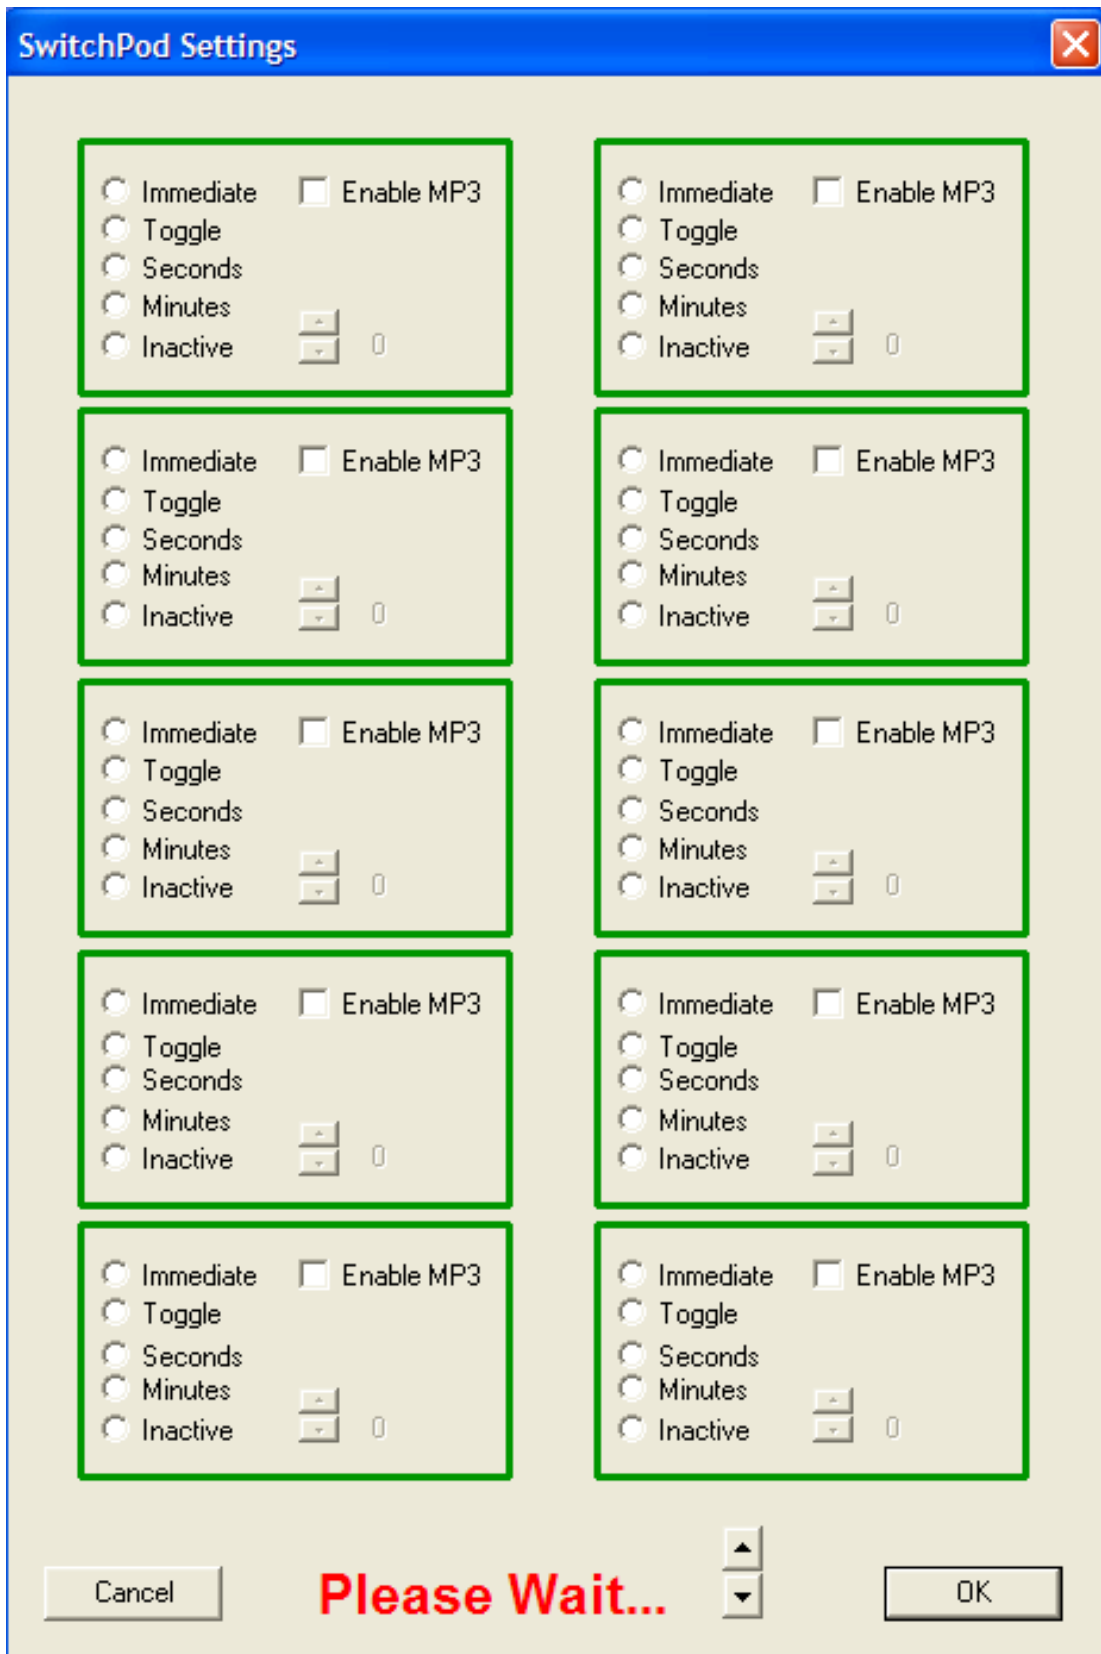 SwitchPod Settings
Immediate Enable MP3
Toggle
Seconds
Minutes
Inactive 0
Immediate Enable MP3
Toggle
Seconds
Minutes
Inactive 0
Immediate Enable MP3
Toggle
Seconds
Minutes
Inactive 0
Immediate Enable MP3
Toggle
Seconds
Minutes
Inactive 0
Immediate Enable MP3
Toggle
Seconds
Minutes
Inactive 0
Immediate Enable MP3
Toggle
Seconds
Minutes
Inactive 0
Immediate Enable MP3
Toggle
Seconds
Minutes
Inactive 0
Immediate Enable MP3
Toggle
Seconds
Minutes
Inactive 0
Immediate Enable MP3
Toggle
Seconds
Minutes
Inactive 0
Immediate Enable MP3
Toggle
Seconds
Minutes
Inactive 0
Cancel Please Wait... OK